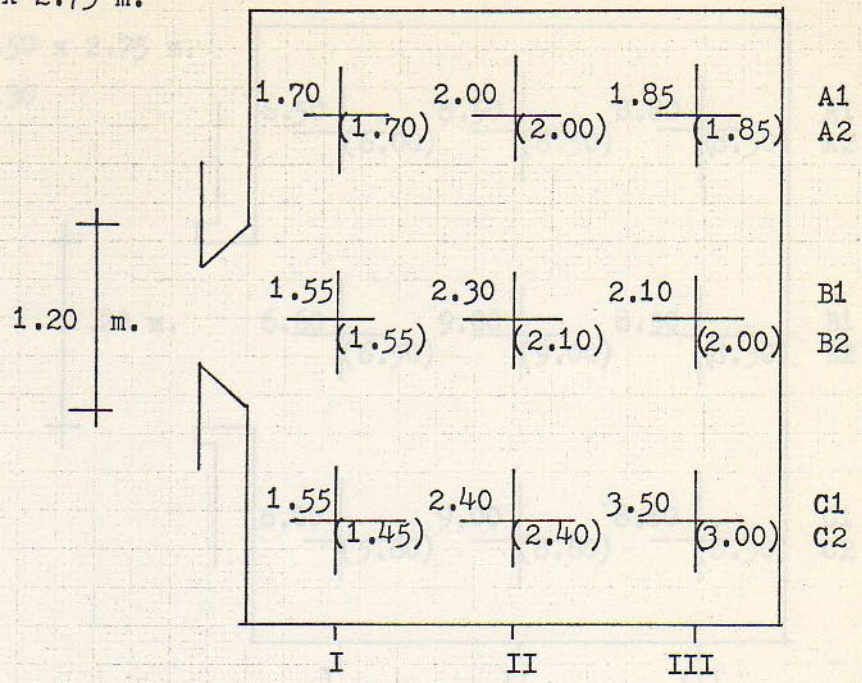 x 2.75 m.
1.70 2.00 1.85 A1
(1.70) (2.00) (1.85) A2
1.55 2.30 2.10 B1
1.20 m.
(1.55) (2.10) (2.00) B2
1.55 2.40 3.50 C1
(1.45) (2.40) (3.00) C2
I II III